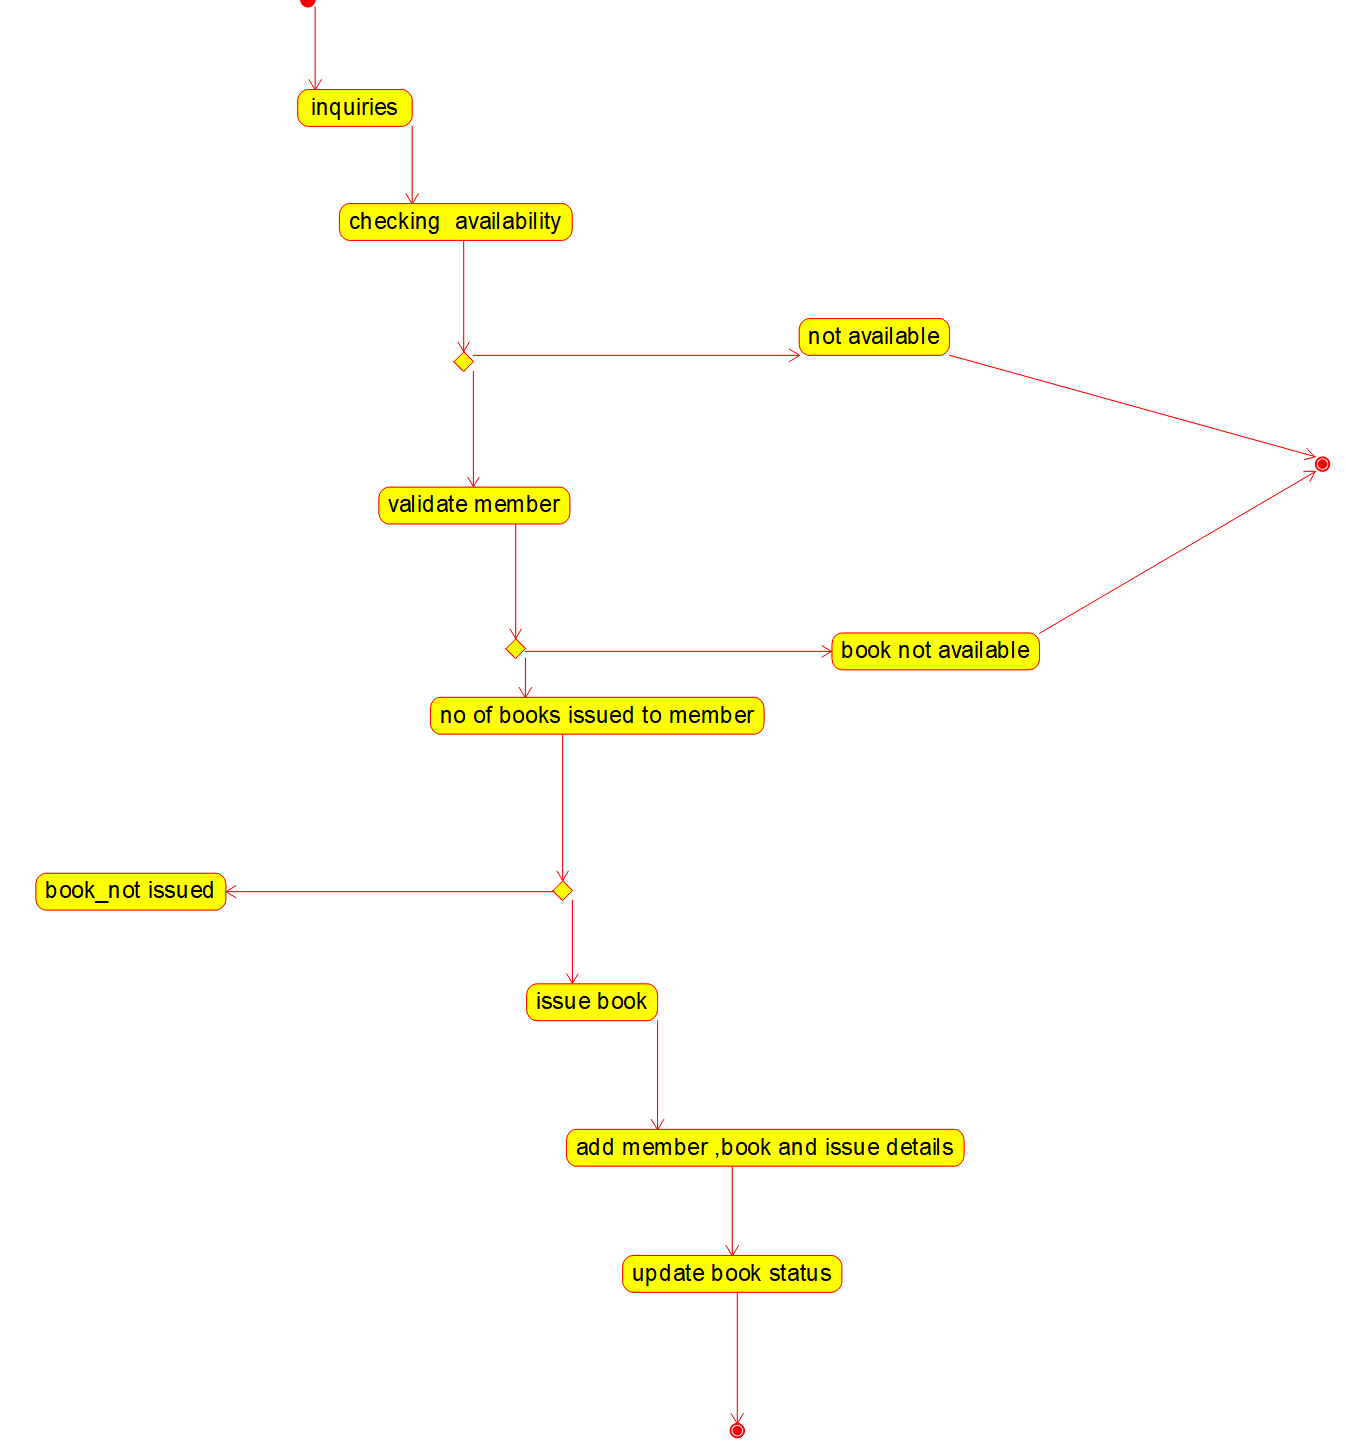 inquiries
checking  availability
not available
validate member
book not available
no of books issued to member
book_not issued
issue book
add member ,book and issue details
update book status